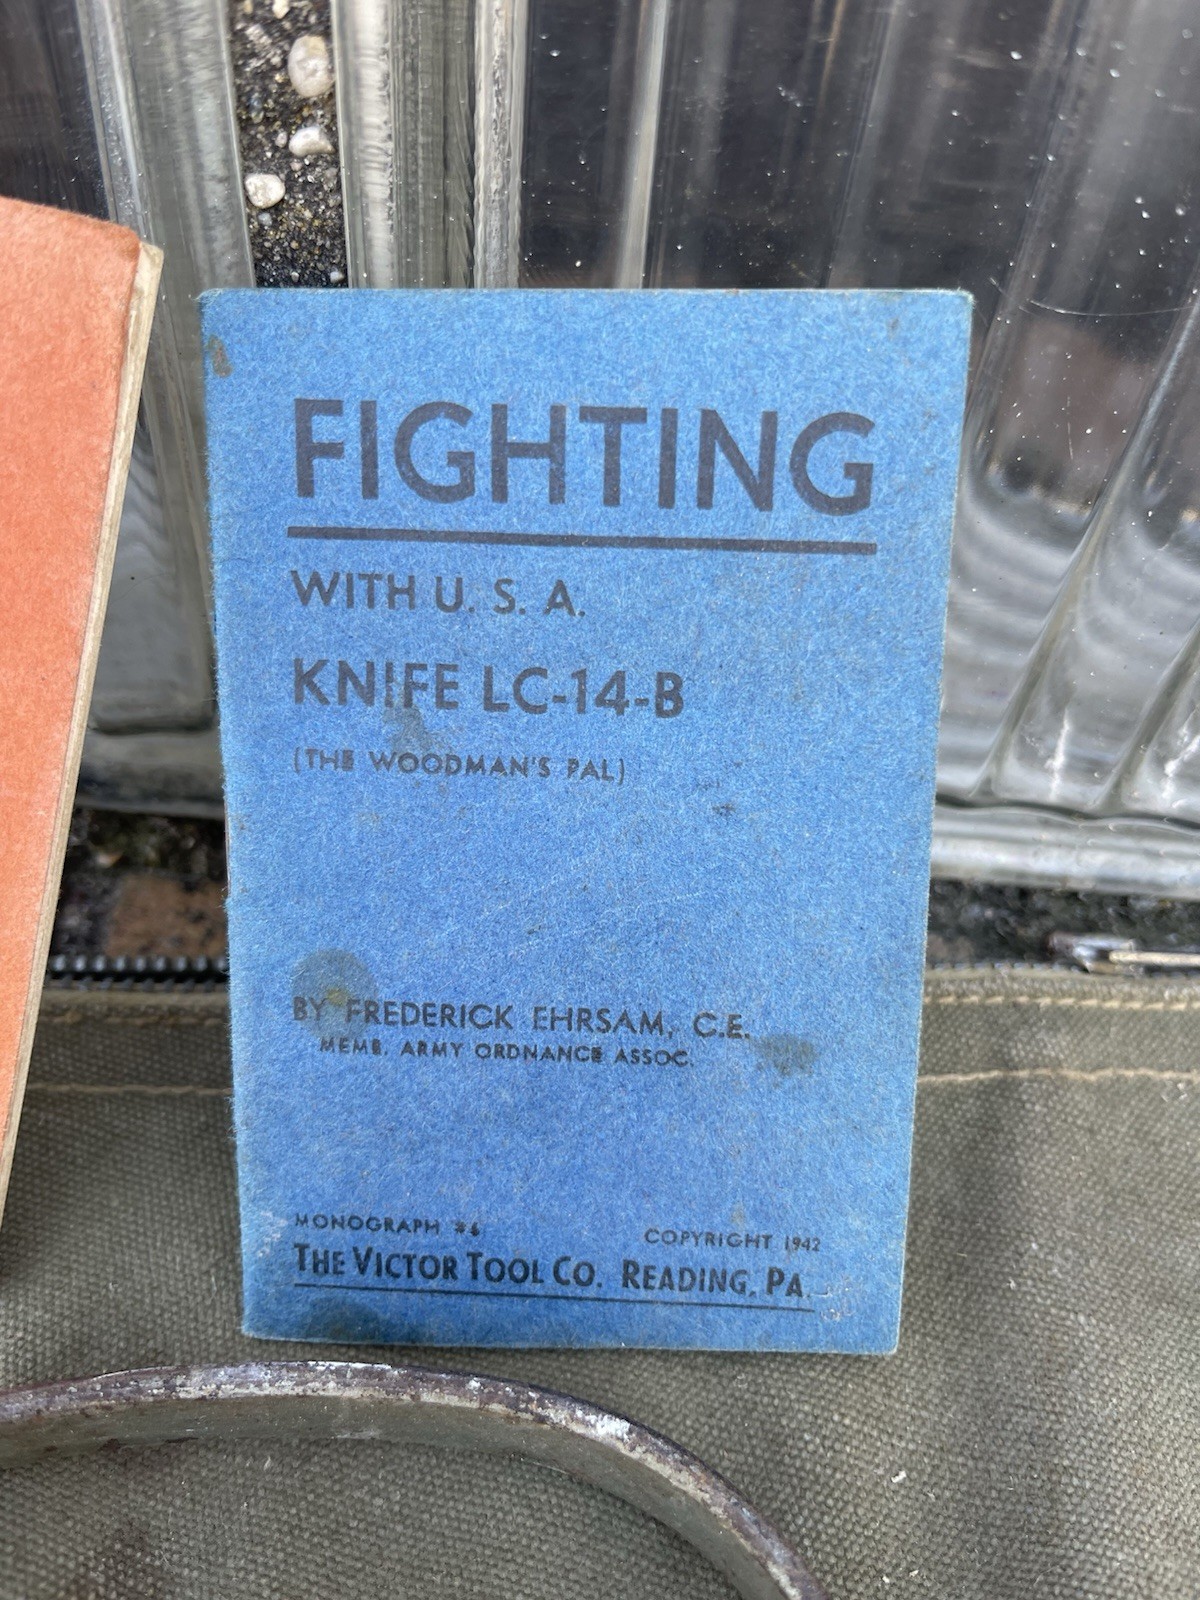 FIGHTING
WITH U. S. A.
KNIFE LC-14-B
(THE WOODMAN'S PAL)
BY FREDERICK EHRSAM, C.E.
MEMB. ARMY ORDNANCE ASSOC.
MONOGRAPH #6 COPYRIGHT 1942
THE VICTOR TOOL CO. READING, PA.